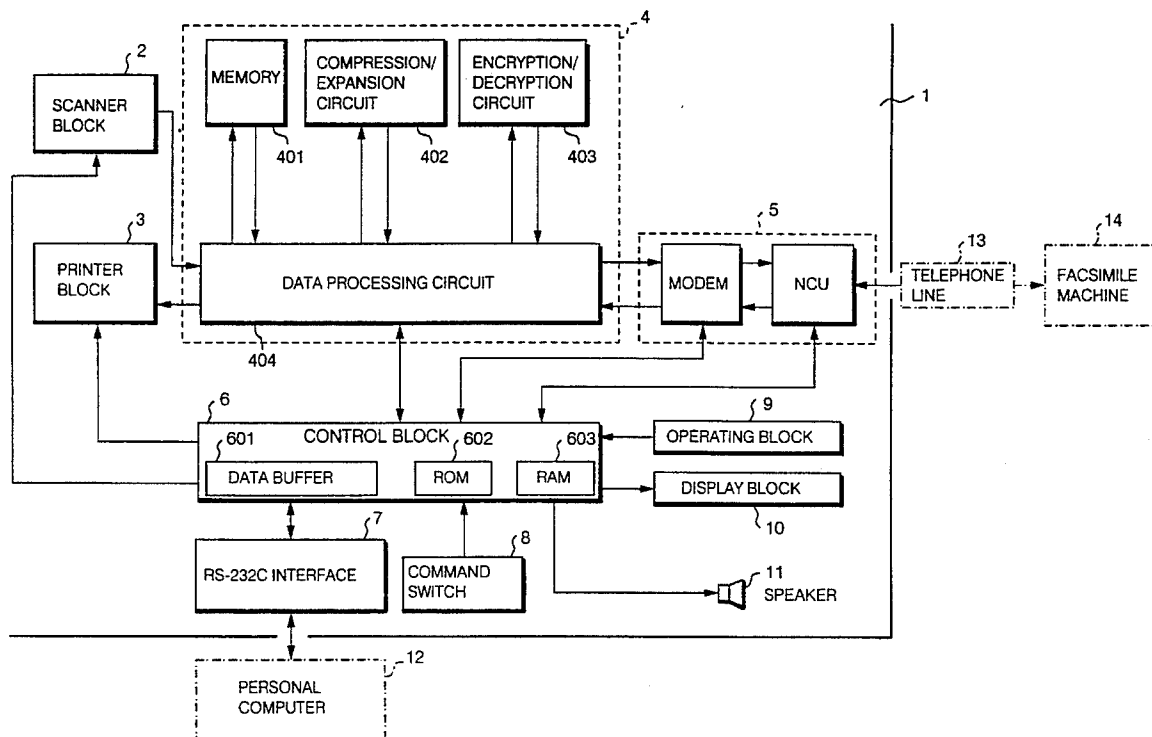 4
2
SCANNER
BLOCK
MEMORY
401
COMPRESSION/
EXPANSION
CIRCUIT
402
ENCRYPTION/
DECRYPTION
CIRCUIT
403
1
3
PRINTER
BLOCK
DATA PROCESSING CIRCUIT
404
5
MODEM
NCU
13
TELEPHONE
LINE
14
FACSIMILE
MACHINE
6
CONTROL BLOCK
601
DATA BUFFER
602
ROM
603
RAM
9
OPERATING BLOCK
DISPLAY BLOCK
10
7
RS-232C INTERFACE
8
COMMAND
SWITCH
11
SPEAKER
12
PERSONAL
COMPUTER